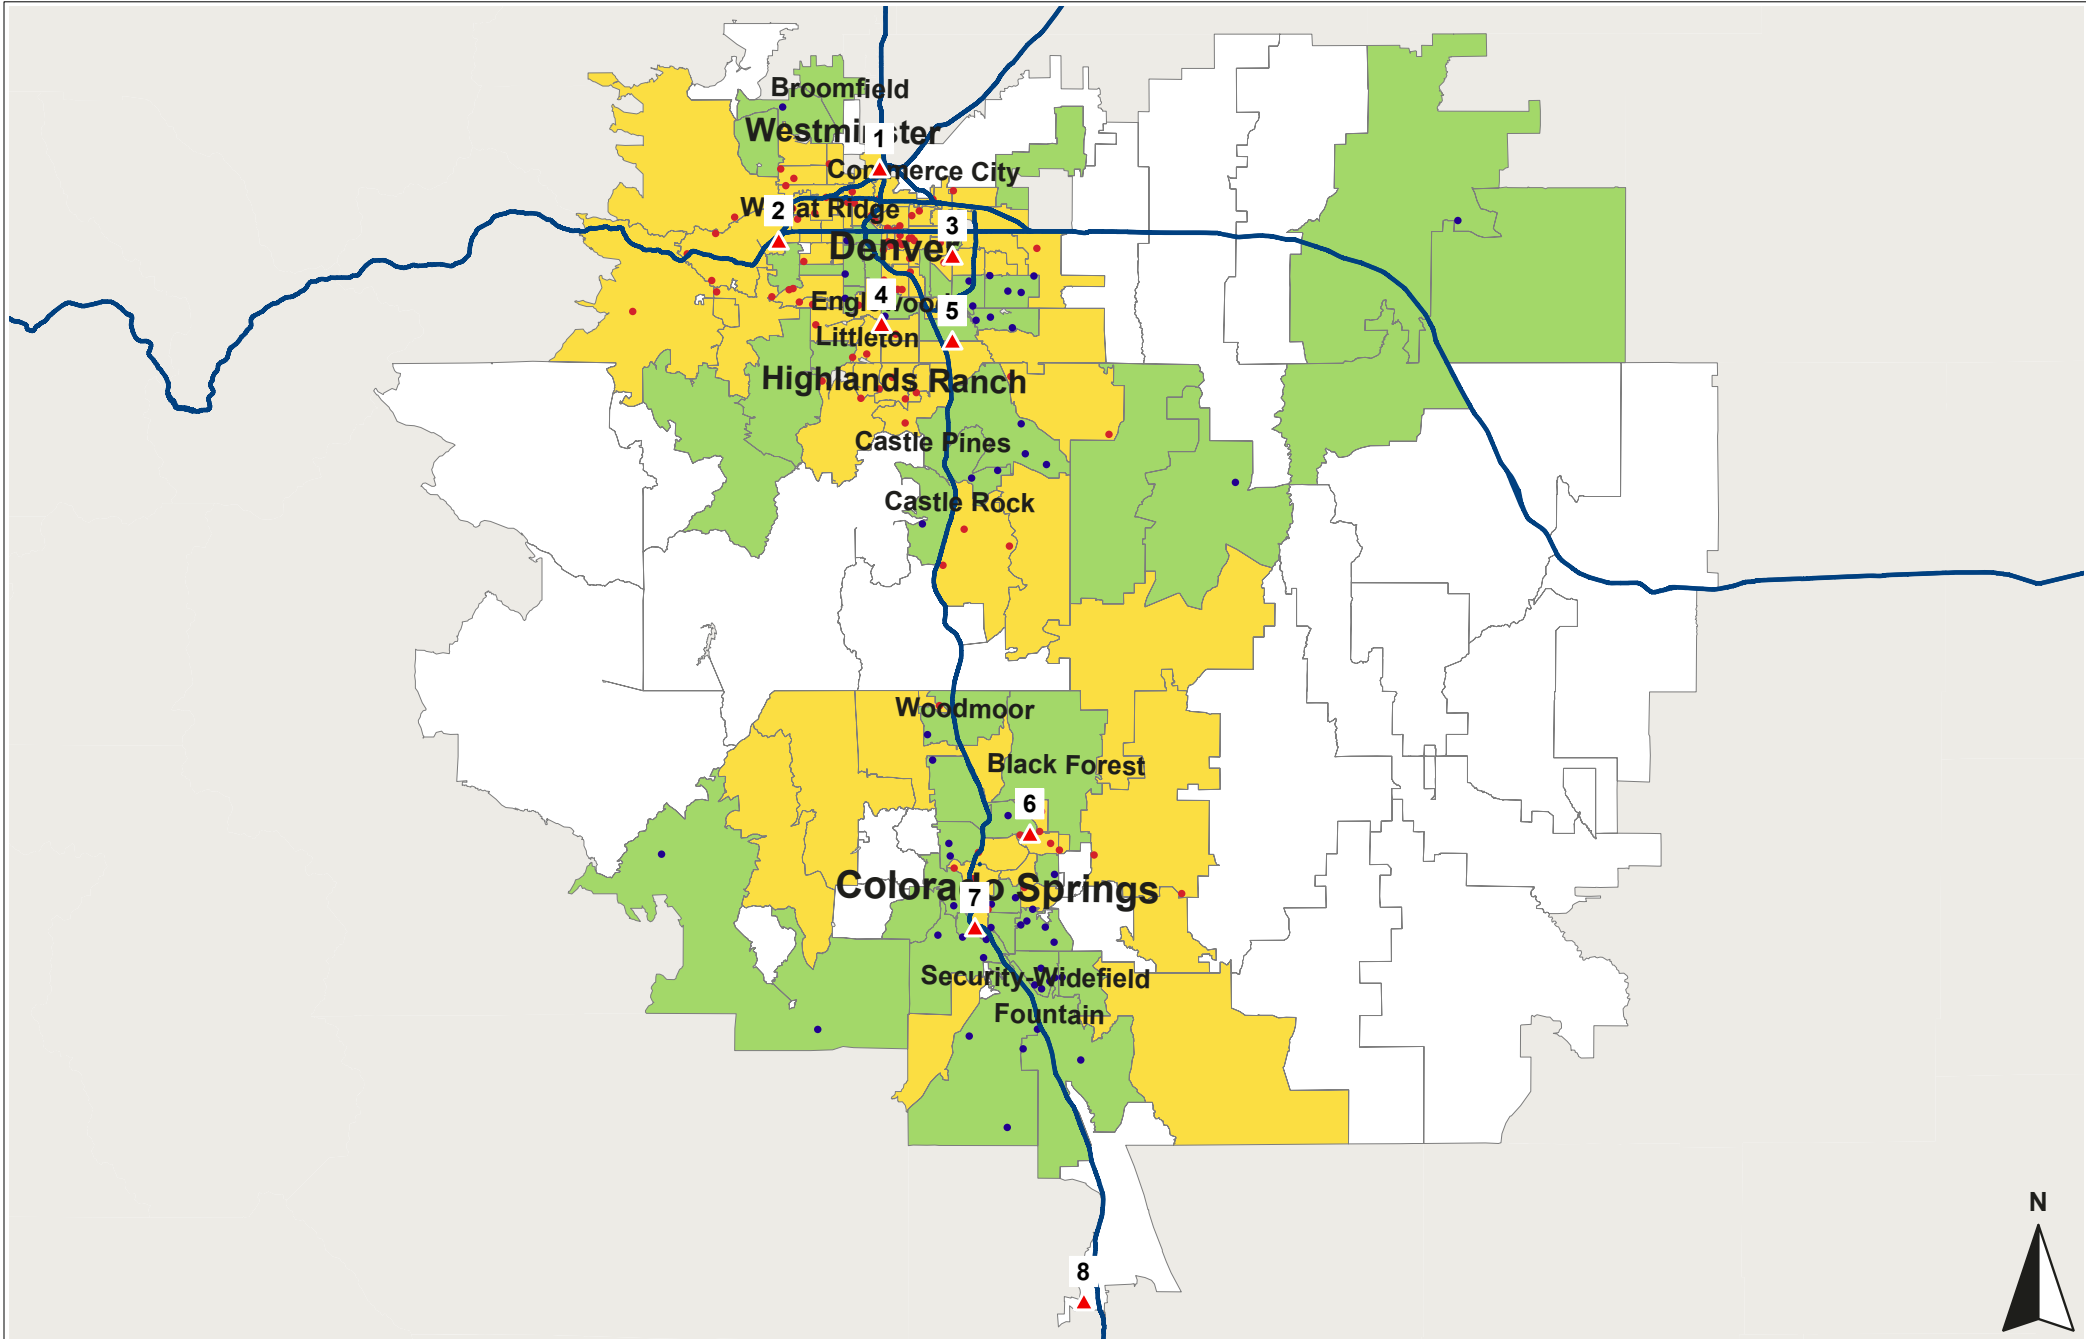 Broomfield
Westminster
1
Commerce City
2
Wheat Ridge
3
Denver
4
Englewood
5
Littleton
Highlands Ranch
Castle Pines
Castle Rock
Woodmoor
Black Forest
6
Colorado Springs
7
Security-Widefield
Fountain
N
8